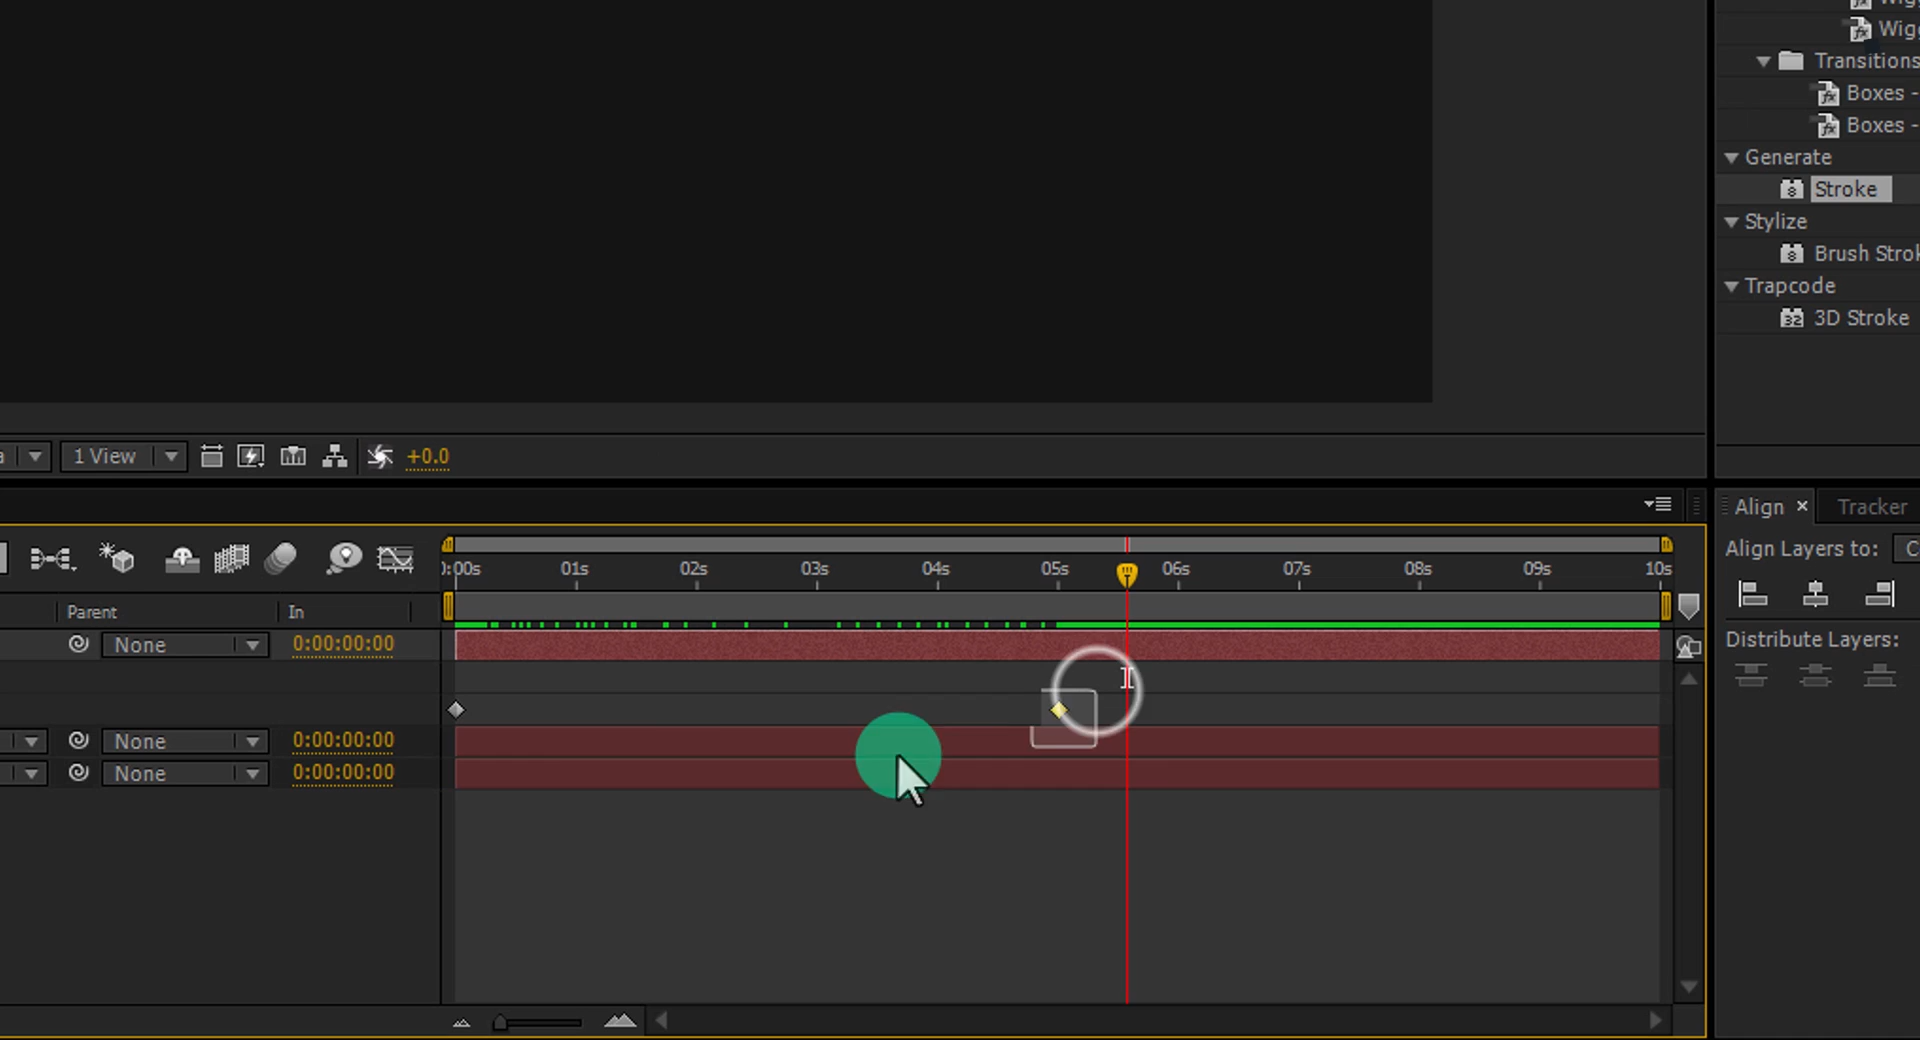 Wig
Transitions
Boxes -
Boxes -
Generate
Stroke
Stylize
Brush Strok
Trapcode
3D Stroke
a
1 View
+0.0
Align
Tracker
Align Layers to:
C
:00s 01s 02s 03s 04s 05s 06s 07s 08s 09s 10s
Parent
In
None
0:00:00:00
Distribute Layers:
None
0:00:00:00
None
0:00:00:00